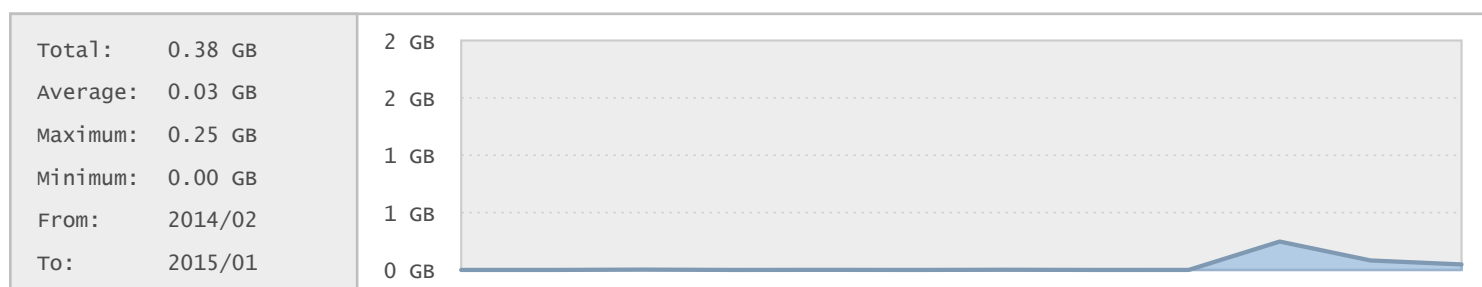 Total: 0.38 GB
Average: 0.03 GB
Maximum: 0.25 GB
Minimum: 0.00 GB
From: 2014/02
To: 2015/01
2 GB
2 GB
1 GB
1 GB
0 GB